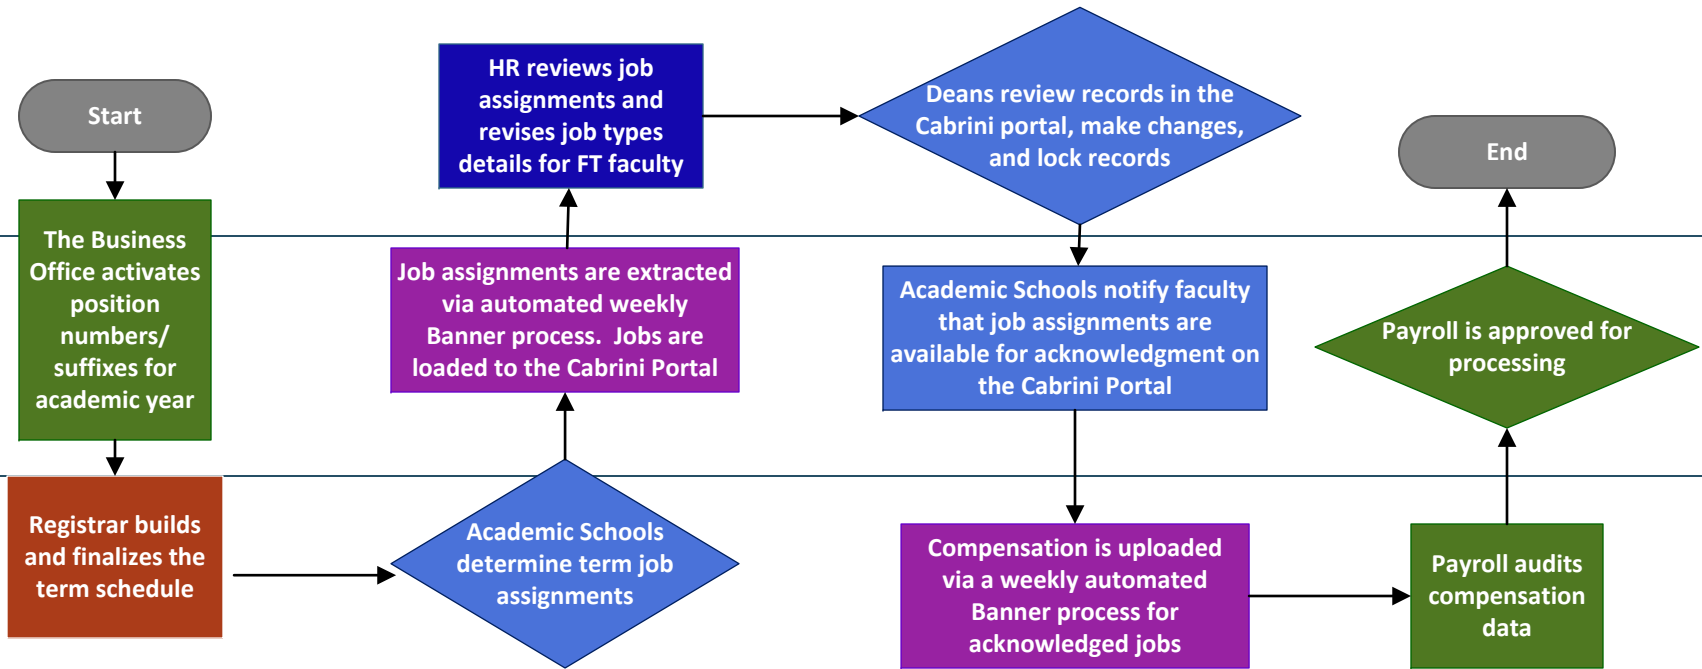 Start
The Business
Office activates
position
numbers/
suffixes for
academic year
Registrar builds
and finalizes the
term schedule
Academic Schools
determine term job
assignments
Job assignments are extracted
via automated weekly
Banner process.  Jobs are
loaded to the Cabrini Portal
HR reviews job
assignments and
revises job types
details for FT faculty
Deans review records in the
Cabrini portal, make changes,
and lock records
Academic Schools notify faculty
that job assignments are
available for acknowledgment on
the Cabrini Portal
Compensation is uploaded
via a weekly automated
Banner process for
acknowledged jobs
Payroll audits
compensation
data
Payroll is approved for
processing
End